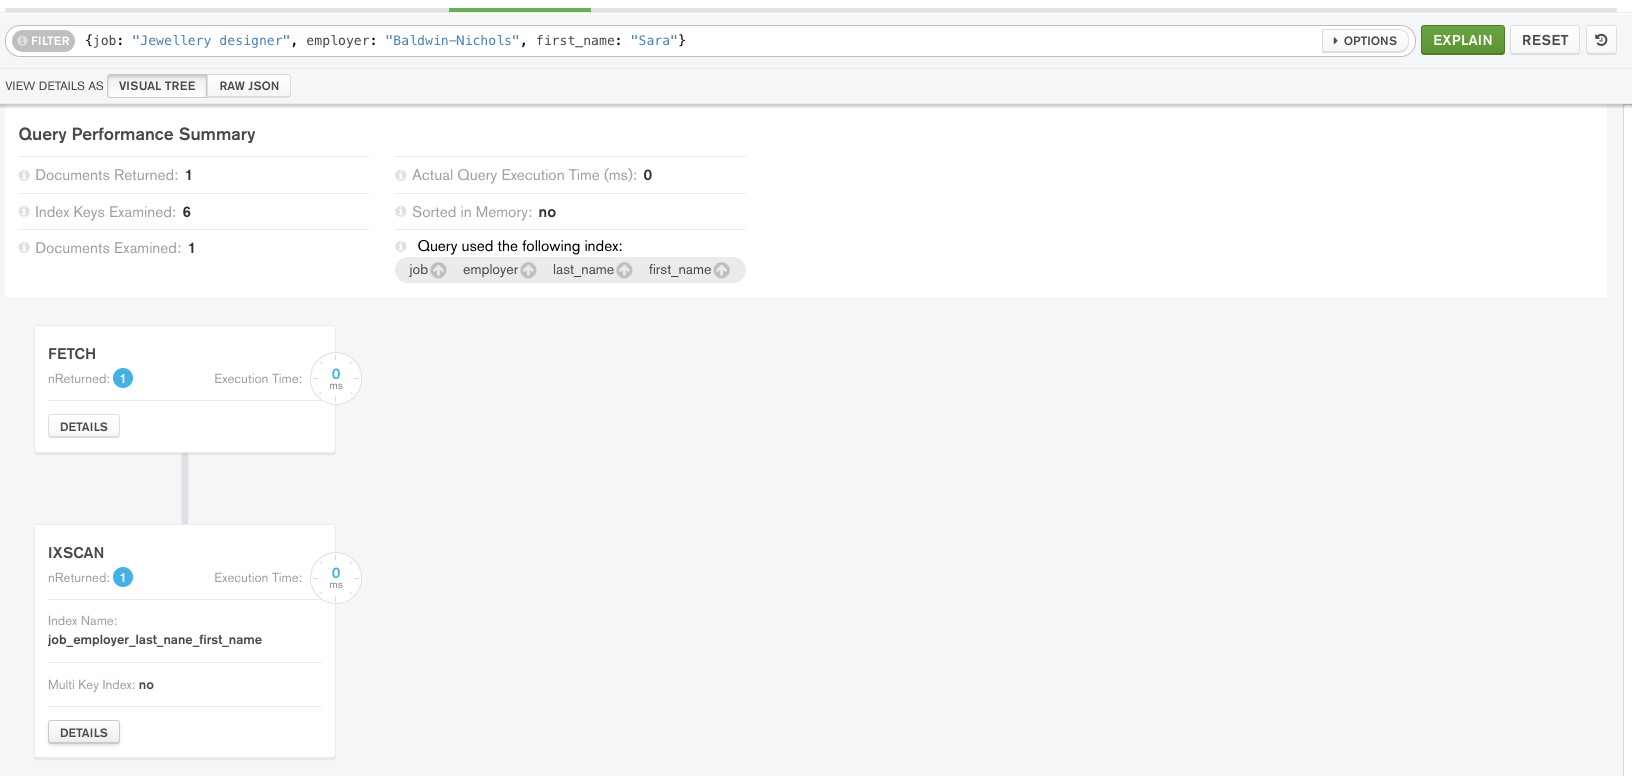 FILTER {job: "Jewellery designer", employer: "Baldwin-Nichols", first_name: "Sara"} OPTIONS EXPLAIN RESET
VIEW DETAILS AS VISUAL TREE RAW JSON
Query Performance Summary
Documents Returned: 1
Index Keys Examined: 6
Documents Examined: 1
Actual Query Execution Time (ms): 0
Sorted in Memory: no
Query used the following index:
job employer last_name first_name
FETCH
nReturned: 1 Execution Time: 0 ms
DETAILS
IXSCAN
nReturned: 1 Execution Time: 0 ms
Index Name:
job_employer_last_nane_first_name
Multi Key Index: no
DETAILS